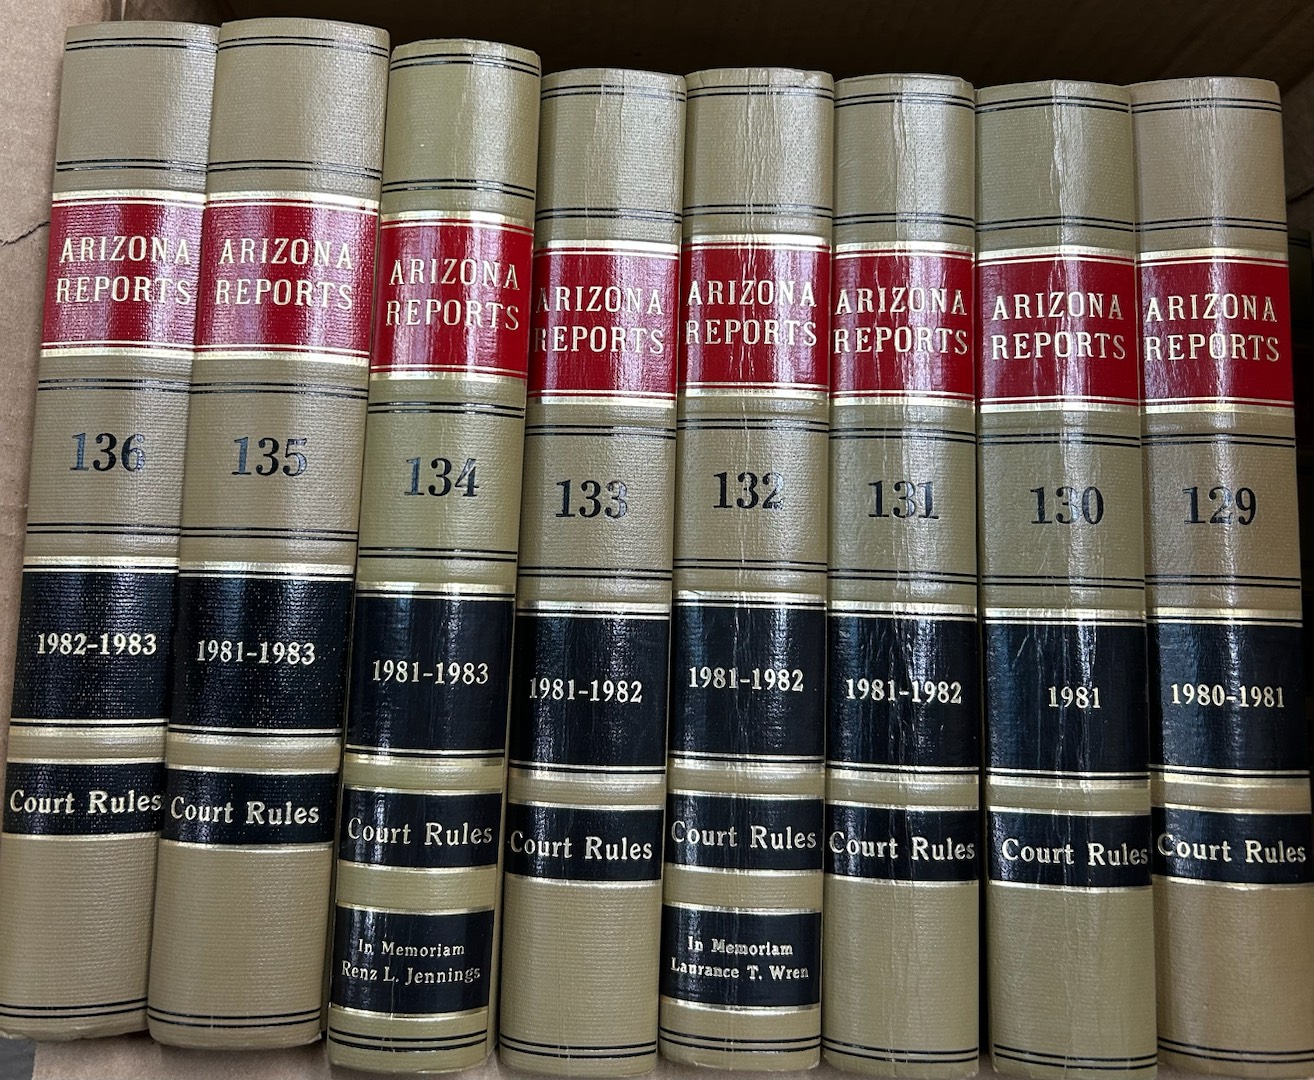 ARIZONA
REPORTS
136
1982-1983
Court Rules
ARIZONA
REPORTS
135
1981-1983
Court Rules
ARIZONA
REPORTS
134
1981-1983
Court Rules
In Memoriam
Renz L. Jennings
ARIZONA
REPORTS
133
1981-1982
Court Rules
ARIZONA
REPORTS
132
1981-1982
Court Rules
In Memoriam
Laurance T. Wren
ARIZONA
REPORTS
131
1981-1982
Court Rules
ARIZONA
REPORTS
130
1981
Court Rules
ARIZONA
REPORTS
129
1980-1981
Court Rules